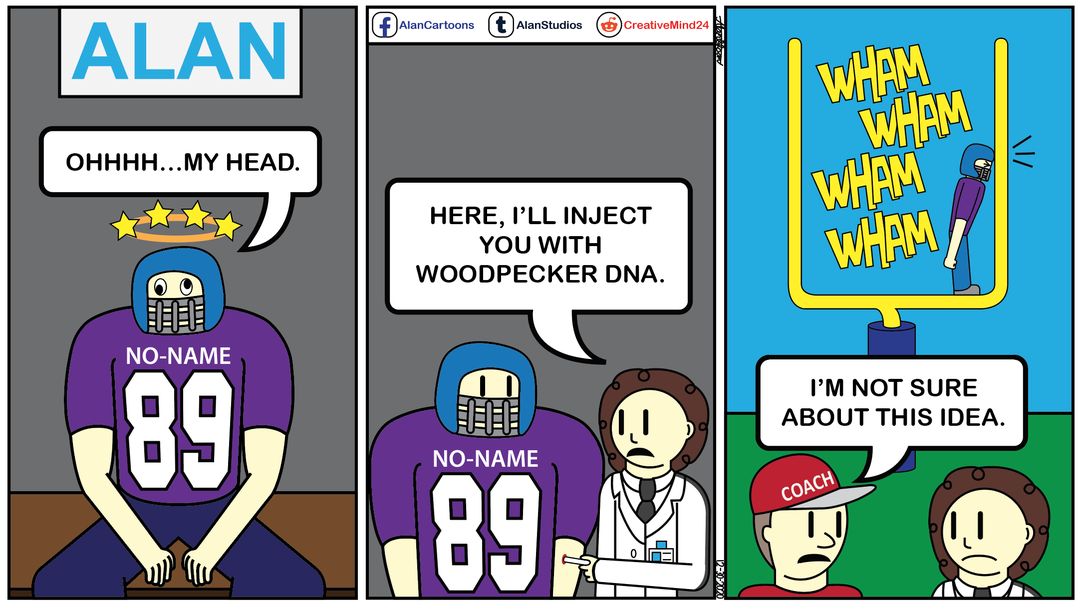 ALAN
OHHHH...MY HEAD.
NO-NAME
89
AlanCartoons
AlanStudios
CreativeMind24
HERE, I'LL INJECT
YOU WITH
WOODPECKER DNA.
NO-NAME
89
WHAM
WHAM
WHAM
WHAM
I'M NOT SURE
ABOUT THIS IDEA.
COACH